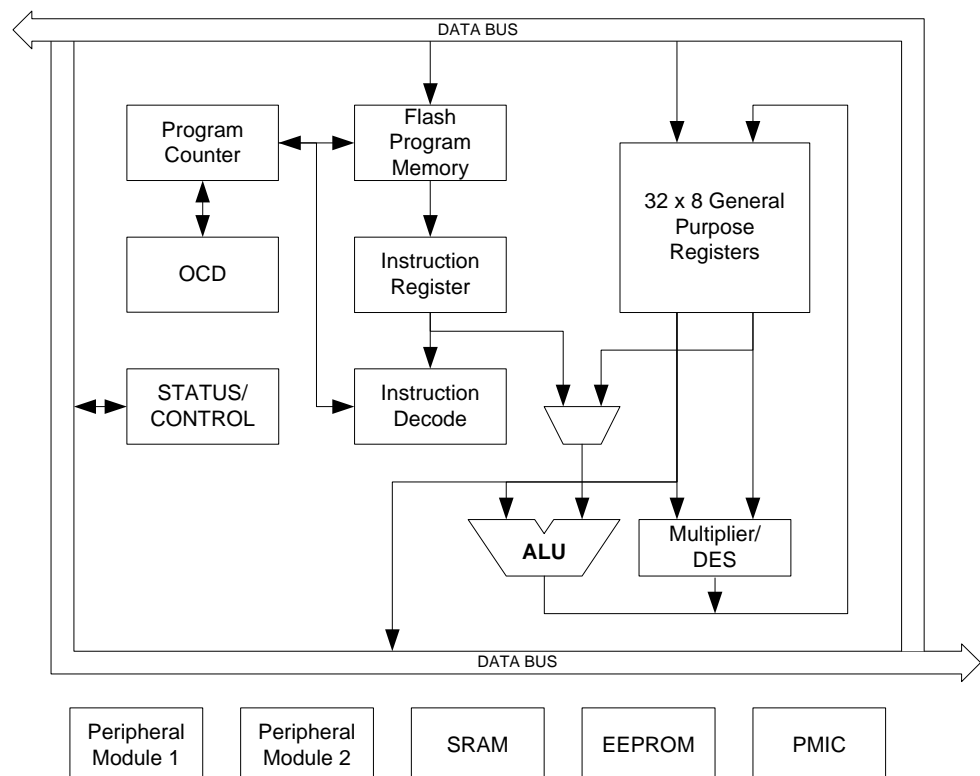 DATA BUS
Program
Counter
Flash
Program
Memory
32 x 8 General
Purpose
Registers
OCD
Instruction
Register
STATUS/
CONTROL
Instruction
Decode
ALU
Multiplier/
DES
DATA BUS
Peripheral
Module 1
Peripheral
Module 2
SRAM
EEPROM
PMIC